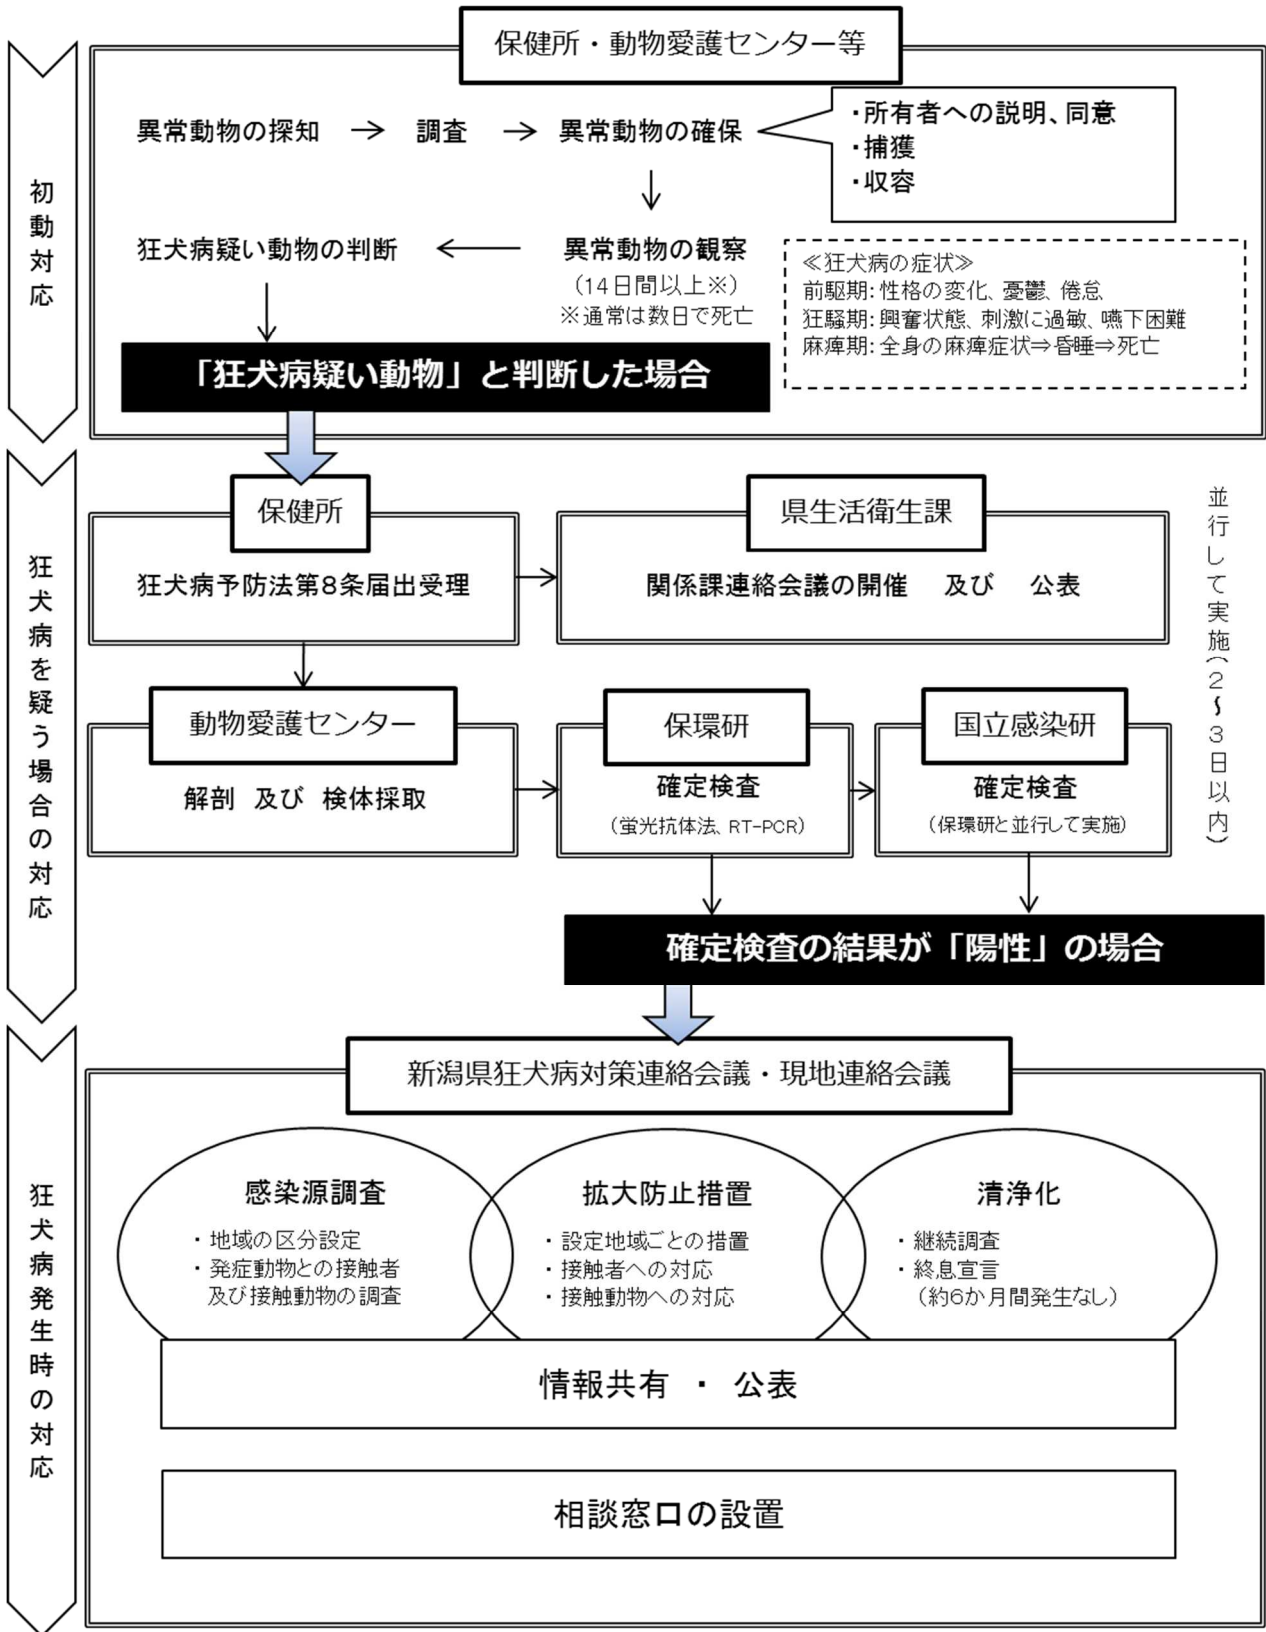 保健所・動物愛護センター等
初動対応
異常動物の探知 → 調査 → 異常動物の確保
・所有者への説明、同意
・捕獲
・収容
狂犬病疑い動物の判断 ← 異常動物の観察
(14日間以上※)
※通常は数日で死亡
≪狂犬病の症状≫
前駆期:性格の変化、憂鬱、倦怠
狂騒期:興奮状態、刺激に過敏、嚥下困難
麻痺期:全身の麻痺症状⇒昏睡⇒死亡
「狂犬病疑い動物」と判断した場合
狂犬病を疑う場合の対応
保健所
狂犬病予防法第8条届出受理
県生活衛生課
関係課連絡会議の開催 及び 公表
並行して実施(2~3日以内)
動物愛護センター
解剖 及び 検体採取
保環研
確定検査
(蛍光抗体法、RT-PCR)
国立感染研
確定検査
(保環研と並行して実施)
確定検査の結果が「陽性」の場合
狂犬病発生時の対応
新潟県狂犬病対策連絡会議・現地連絡会議
感染源調査
・地域の区分設定
・発症動物との接触者
及び接触動物の調査
拡大防止措置
・設定地域ごとの措置
・接触者への対応
・接触動物への対応
清浄化
・継続調査
・終息宣言
(約6か月間発生なし)
情報共有 ・ 公表
相談窓口の設置